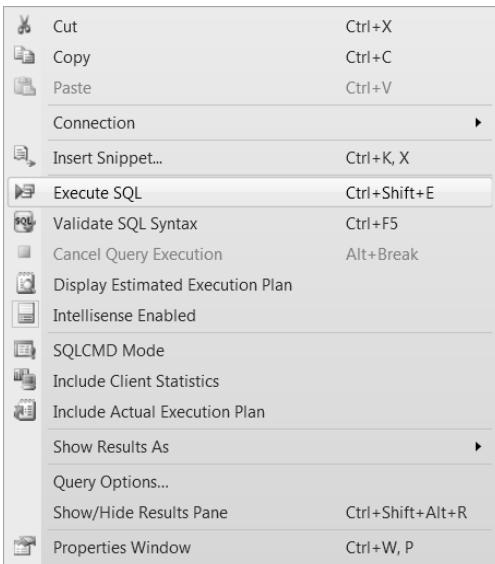 Cut Ctrl+X
Copy Ctrl+C
Paste Ctrl+V
Connection
Insert Snippet... Ctrl+K, X
Execute SQL Ctrl+Shift+E
SQL Validate SQL Syntax Ctrl+F5
Cancel Query Execution Alt+Break
Display Estimated Execution Plan
Intellisense Enabled
SQLCMD Mode
Include Client Statistics
Include Actual Execution Plan
Show Results As
Query Options...
Show/Hide Results Pane Ctrl+Shift+Alt+R
Properties Window Ctrl+W, P